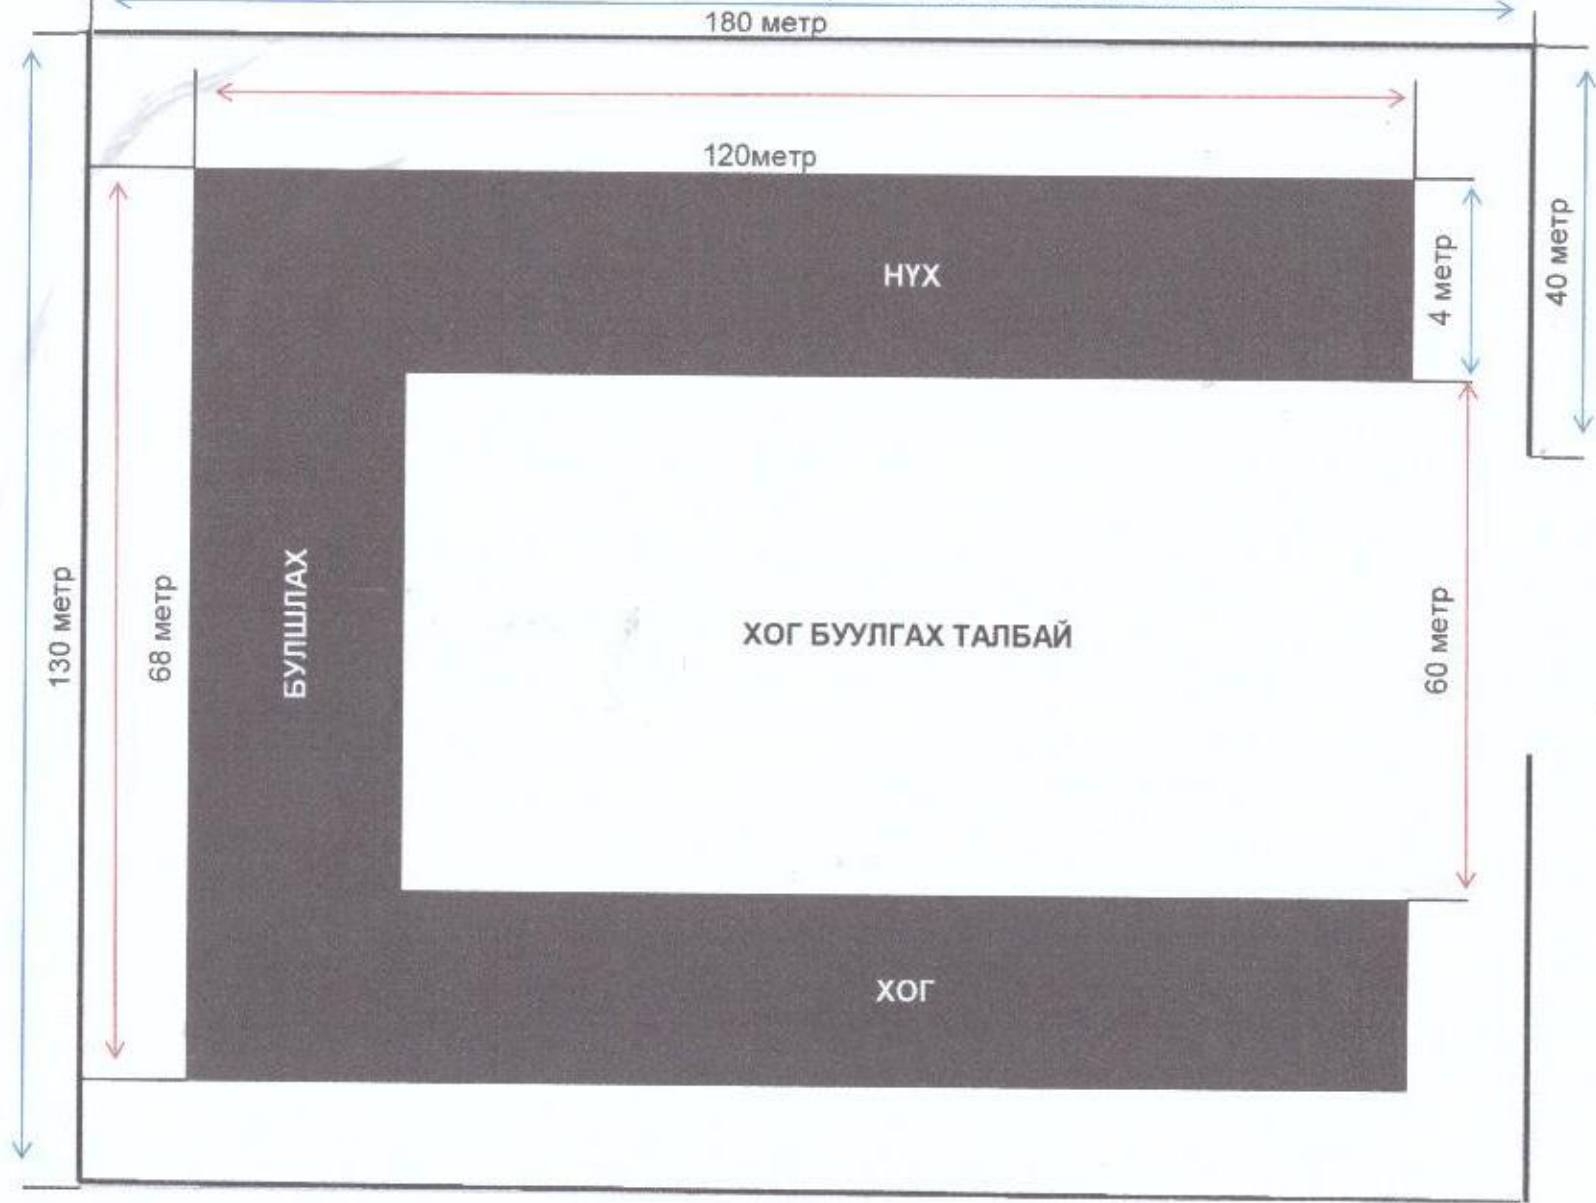 180 метр
120метр
НҮХ
4 метр
40 метр
130 метр
68 метр
БУЛШЛАХ
ХОГ БУУЛГАХ ТАЛБАЙ
60 метр
ХОГ